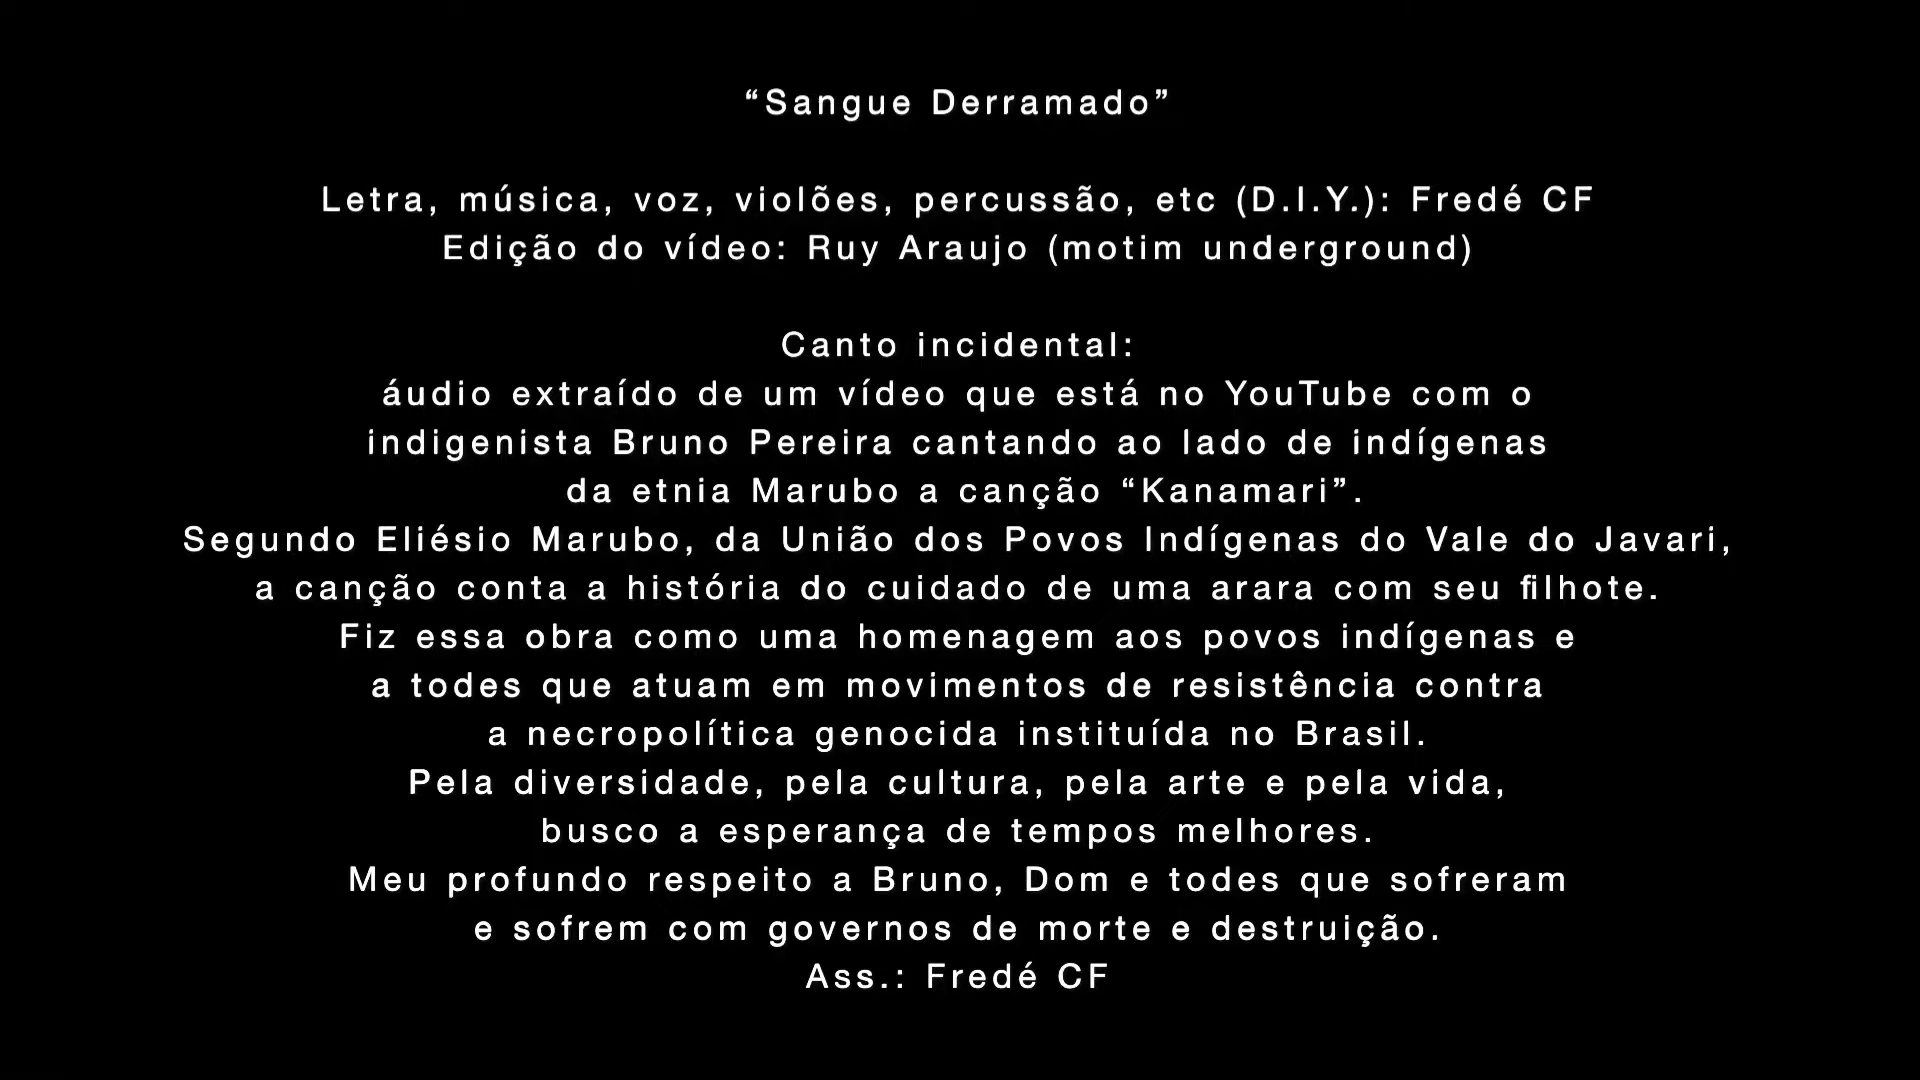 “Sangue Derramado”
Letra, música, voz, violões, percussão, etc (D.I.Y.): Fredé CF
Edição do vídeo: Ruy Araujo (motim underground)
Canto incidental:
áudio extraído de um vídeo que está no YouTube com o
indigenista Bruno Pereira cantando ao lado de indígenas
da etnia Marubo a canção “Kanamari”.
Segundo Eliésio Marubo, da União dos Povos Indígenas do Vale do Javari,
a canção conta a história do cuidado de uma arara com seu filhote.
Fiz essa obra como uma homenagem aos povos indígenas e
a todes que atuam em movimentos de resistência contra
a necropolítica genocida instituída no Brasil.
Pela diversidade, pela cultura, pela arte e pela vida,
busco a esperança de tempos melhores.
Meu profundo respeito a Bruno, Dom e todes que sofreram
e sofrem com governos de morte e destruição.
Ass.: Fredé CF